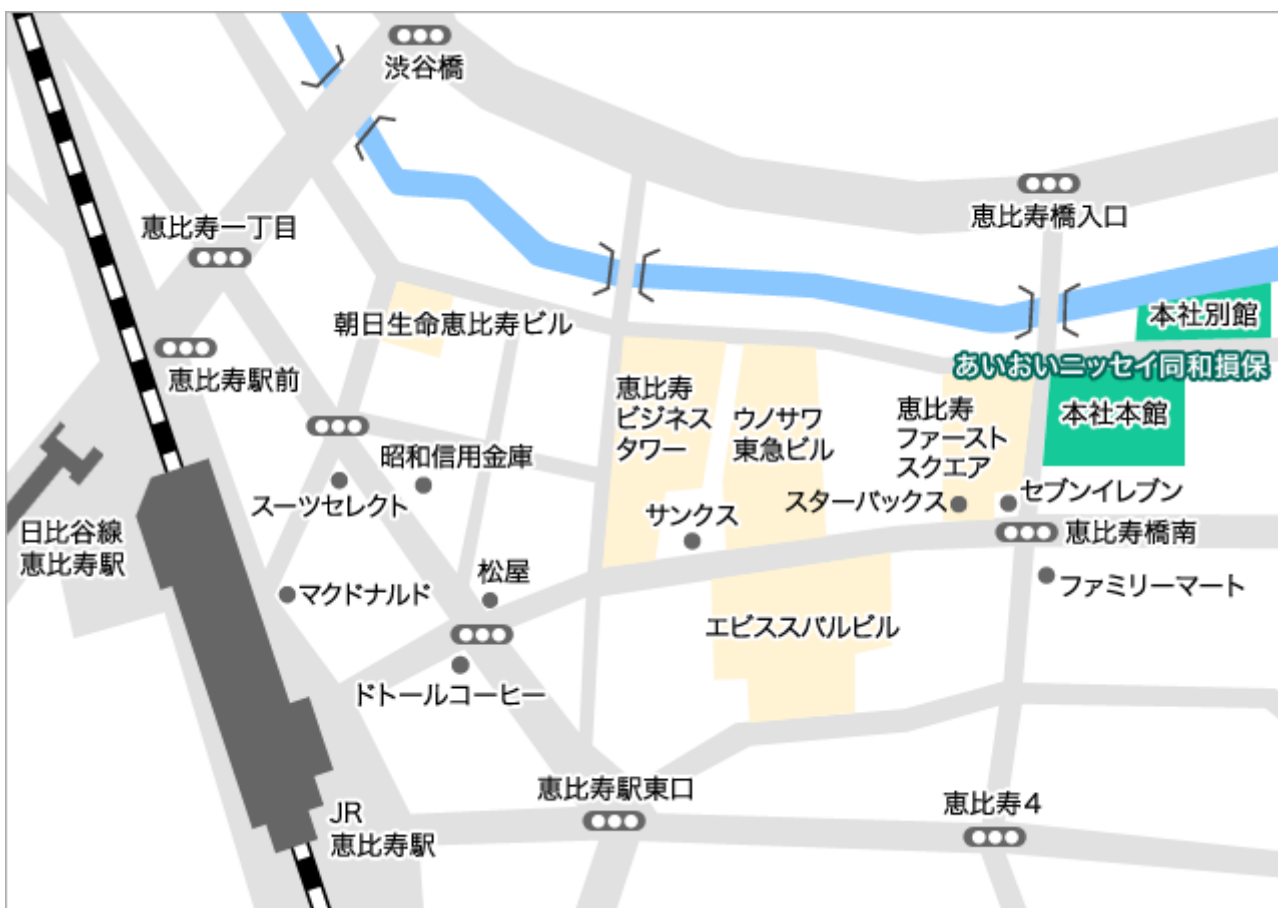 渋谷橋
恵比寿橋入口
恵比寿一丁目
本社別館
朝日生命恵比寿ビル
恵比寿駅前
あいおいニッセイ同和損保
恵比寿
ビジネス
タワー
ウノサワ
東急ビル
恵比寿
ファースト
スクエア
本社本館
昭和信用金庫
スーツセレクト
スターバックス
セブンイレブン
サンクス
恵比寿橋南
日比谷線
恵比寿駅
松屋
マクドナルド
ファミリーマート
エビススバルビル
ドトールコーヒー
恵比寿駅東口
恵比寿4
JR
恵比寿駅